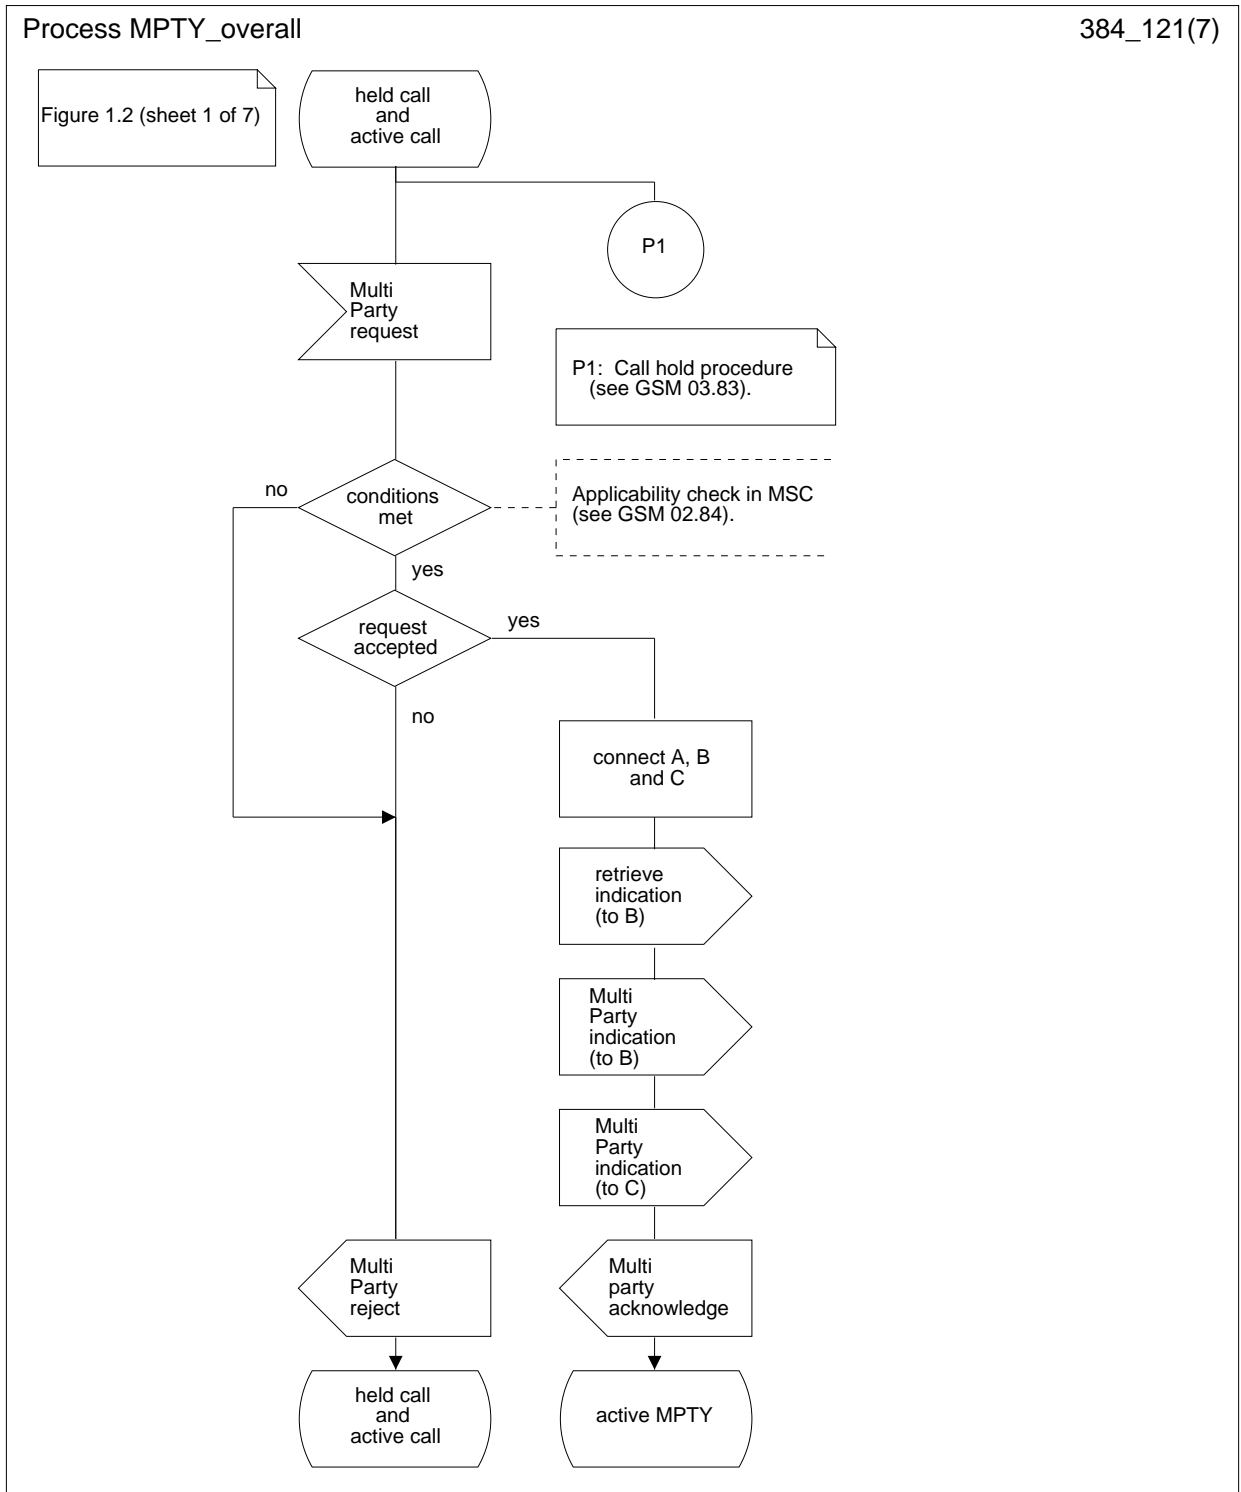 Process MPTY_overall
384_121(7)
Figure 1.2 (sheet 1 of 7)
held call
and
active call
P1
Multi
Party
request
P1: Call hold procedure
(see GSM 03.83).
no
conditions
met
Applicability check in MSC
(see GSM 02.84).
yes
request
accepted
yes
no
connect A, B
and C
retrieve
indication
(to B)
Multi
Party
indication
(to B)
Multi
Party
indication
(to C)
Multi
Party
reject
Multi
party
acknowledge
held call
and
active call
active MPTY